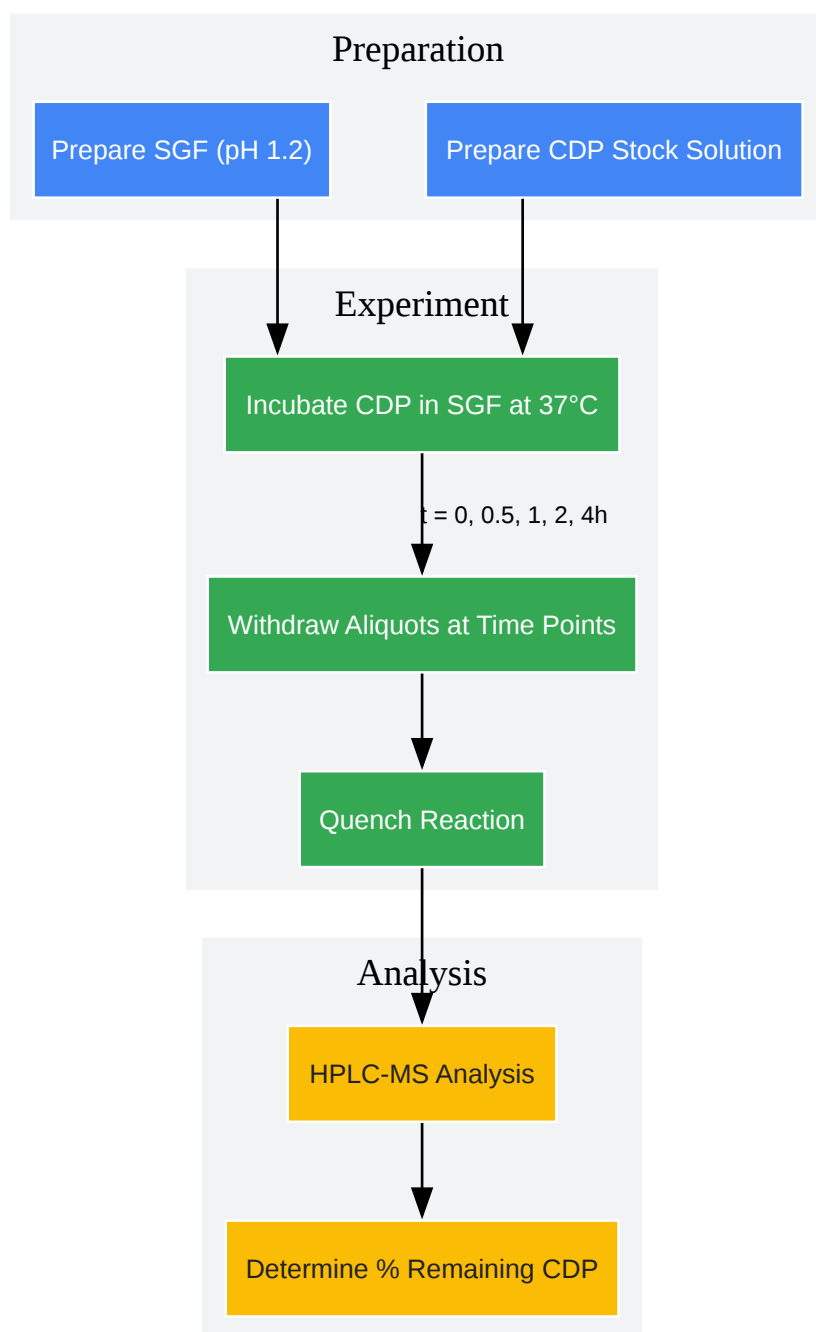 Preparation
Prepare SGF (pH 1.2)
Prepare CDP Stock Solution
Experiment
Incubate CDP in SGF at 37°C
t = 0, 0.5, 1, 2, 4h
Withdraw Aliquots at Time Points
Quench Reaction
Analysis
HPLC-MS Analysis
Determine % Remaining CDP